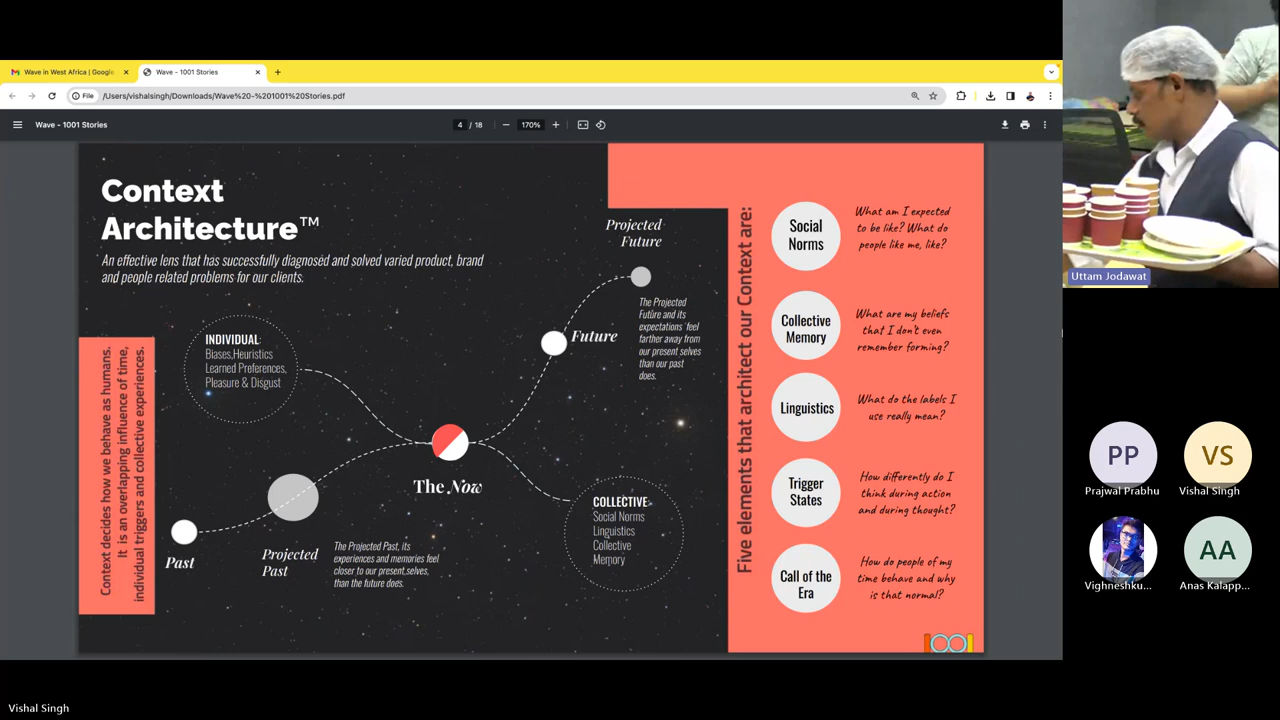 Wave in West Africa | Google
Wave - 1001 Stories
File
/Users/vishalsingh/Downloads/Wave%20-%201001%20Stories.pdf
Wave - 1001 Stories
4 / 18
170%
Context
Architecture™
An effective lens that has successfully diagnosed and solved varied product, brand
and people related problems for our clients.
Context decides how we behave as humans.
It is an overlapping influence of time,
individual triggers and collective experiences.
INDIVIDUAL:
Biases,Heuristics
Learned Preferences,
Pleasure & Disgust
Past
Projected
Past
The Projected Past, its
experiences and memories feel
closer to our present,selves,
than the future does.
The Now
Future
Projected
Future
The Projected
Future and its
expectations 'feel
farther away from
our present selves
than our past
does.
COLLECTIVE:
Social Norms
Linguistics
Collective
Memory
Five elements that architect our Context are:
Social
Norms
What am I expected
to be like? What do
people like me, like?
Collective
Memory
What are my beliefs
that I don't even
remember forming?
Linguistics
What do the labels I
use really mean?
Trigger
States
How differently do I
think during action
and during thought?
Call of the
Era
How do people of my
time behave and why
is that normal?
1001
Uttam Jodawat
PP
Prajwal Prabhu
VS
Vishal Singh
Vighneshku...
AA
Anas Kalapp...
Vishal Singh